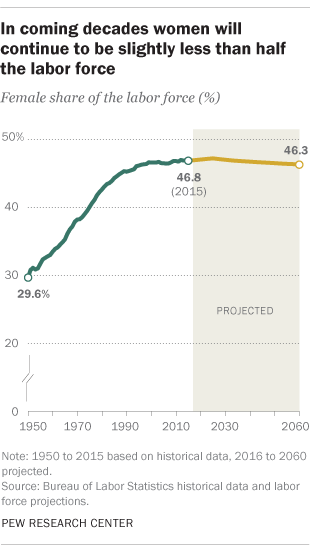 In coming decades women will
continue to be slightly less than half
the labor force
Female share of the labor force (%)
50%
46.3
46.8
(2015)
40
30
29.6%
PROJECTED
20
0
1950 1970 1990 2010 2030 2060
Note: 1950 to 2015 based on historical data, 2016 to 2060
projected.
Source: Bureau of Labor Statistics historical data and labor
force projections.
PEW RESEARCH CENTER